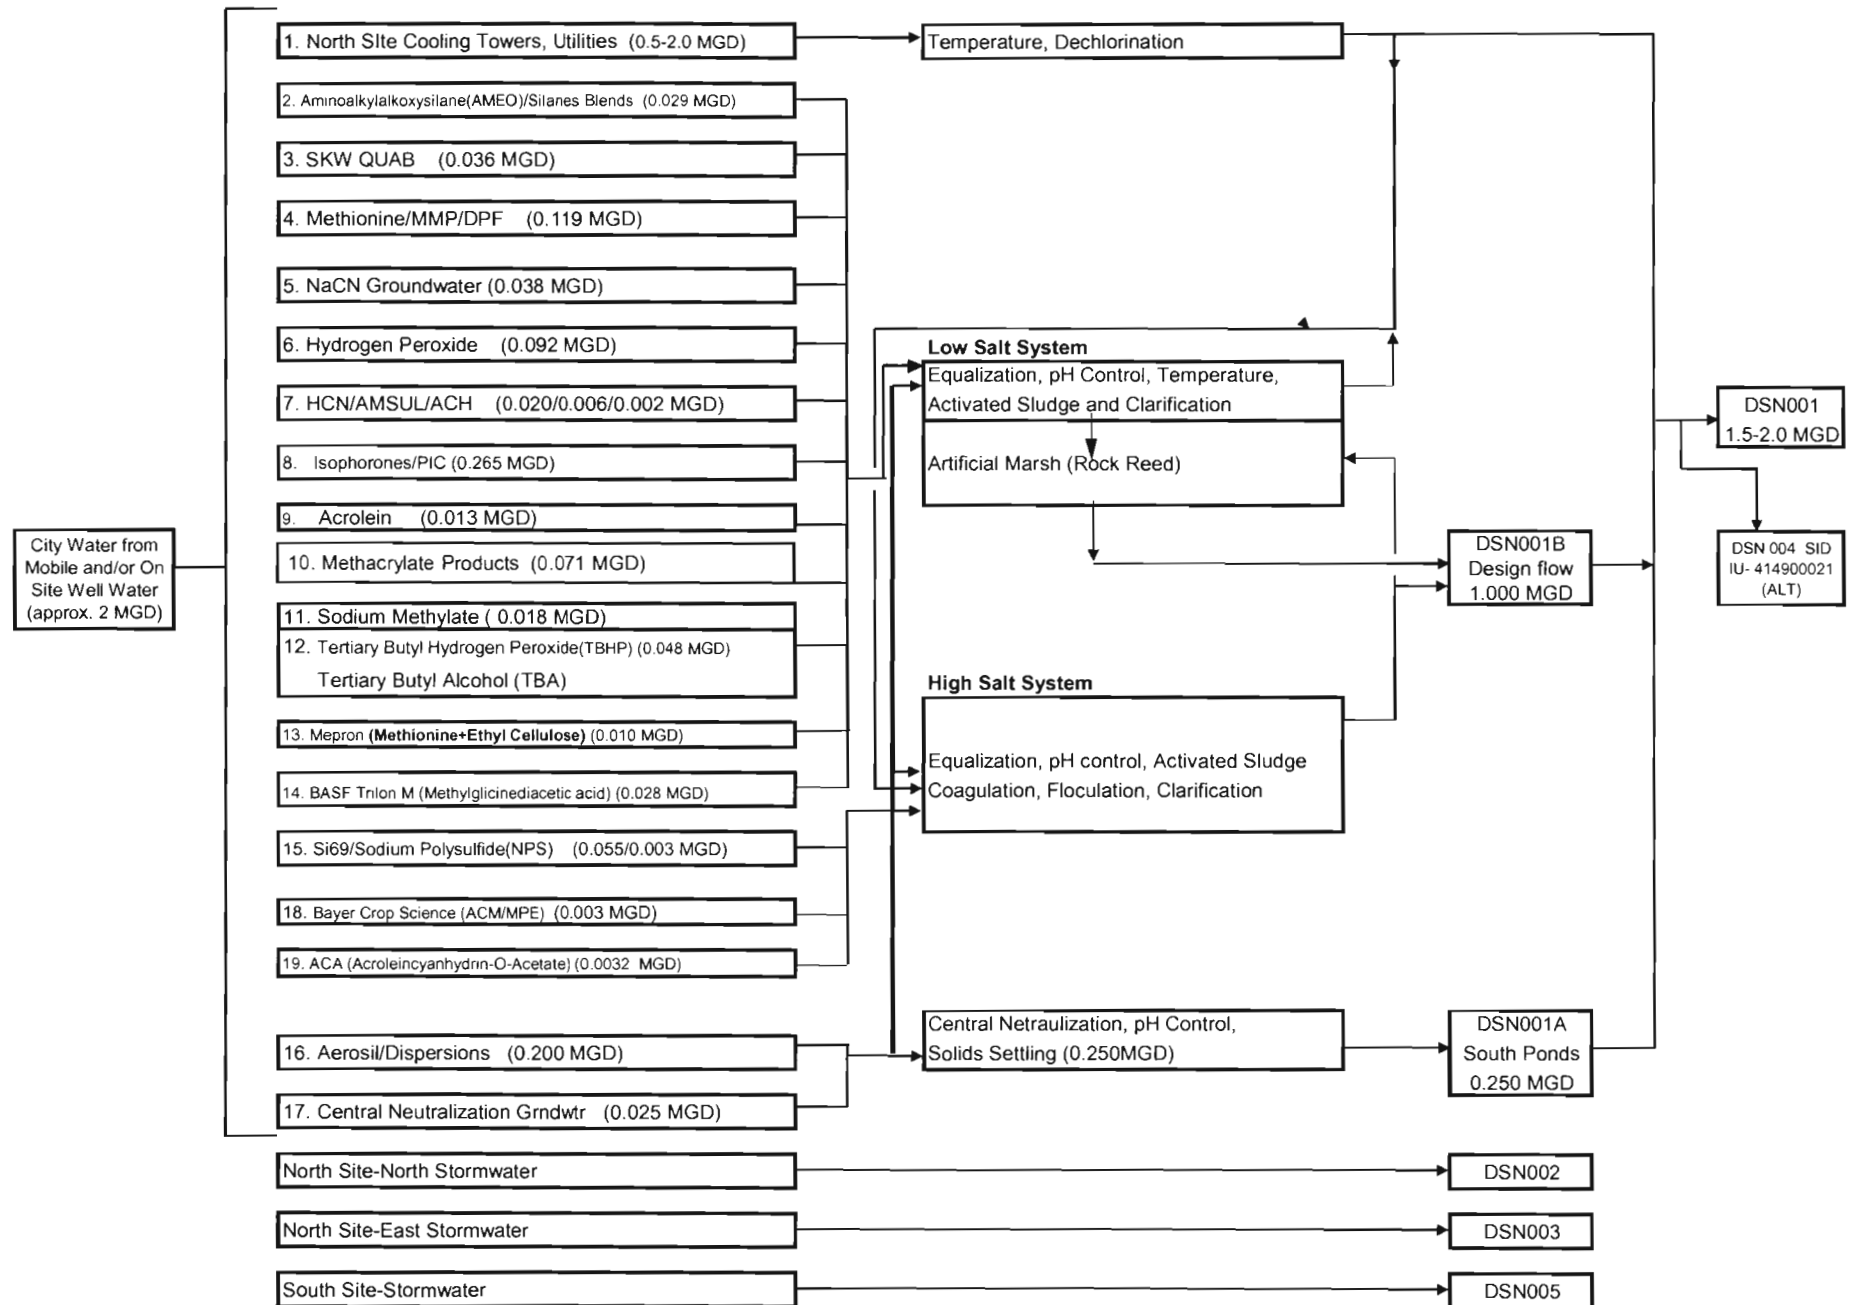 1. North SIte Cooling Towers, Utilities (0.5-2.0 MGD)
Temperature, Dechlorination
2. Aminoalkylalkoxysilane(AMEO)/Silanes Blends (0.029 MGD)
3. SKW QUAB (0.036 MGD)
4. Methionine/MMP/DPF (0.119 MGD)
5. NaCN Groundwater (0.038 MGD)
6. Hydrogen Peroxide (0.092 MGD)
7. HCN/AMSUL/ACH (0.020/0.006/0.002 MGD)
8. Isophorones/PIC (0.265 MGD)
9. Acrolein (0.013 MGD)
10. Methacrylate Products (0.071 MGD)
11. Sodium Methylate ( 0.018 MGD)
12. Tertiary Butyl Hydrogen Peroxide(TBHP) (0.048 MGD)
Tertiary Butyl Alcohol (TBA)
13. Mepron (Methionine+Ethyl Cellulose) (0.010 MGD)
14. BASF Trilon M (Methylglicinediacetic acid) (0.028 MGD)
15. Si69/Sodium Polysulfide(NPS) (0.055/0.003 MGD)
18. Bayer Crop Science (ACM/MPE) (0.003 MGD)
19. ACA (Acroleincyanhydrin-O-Acetate) (0.0032 MGD)
16. Aerosil/Dispersions (0.200 MGD)
17. Central Neutralization Grndwtr (0.025 MGD)
North Site-North Stormwater
North Site-East Stormwater
South Site-Stormwater
City Water from
Mobile and/or On
Site Well Water
(approx. 2 MGD)
Low Salt System
Equalization, pH Control, Temperature,
Activated Sludge and Clarification
Artificial Marsh (Rock Reed)
High Salt System
Equalization, pH control, Activated Sludge
Coagulation, Floculation, Clarification
Central Netraulization, pH Control,
Solids Settling (0.250MGD)
DSN001B
Design flow
1.000 MGD
DSN001A
South Ponds
0.250 MGD
DSN002
DSN003
DSN005
DSN001
1.5-2.0 MGD
DSN 004 SID
IU- 414900021
(ALT)